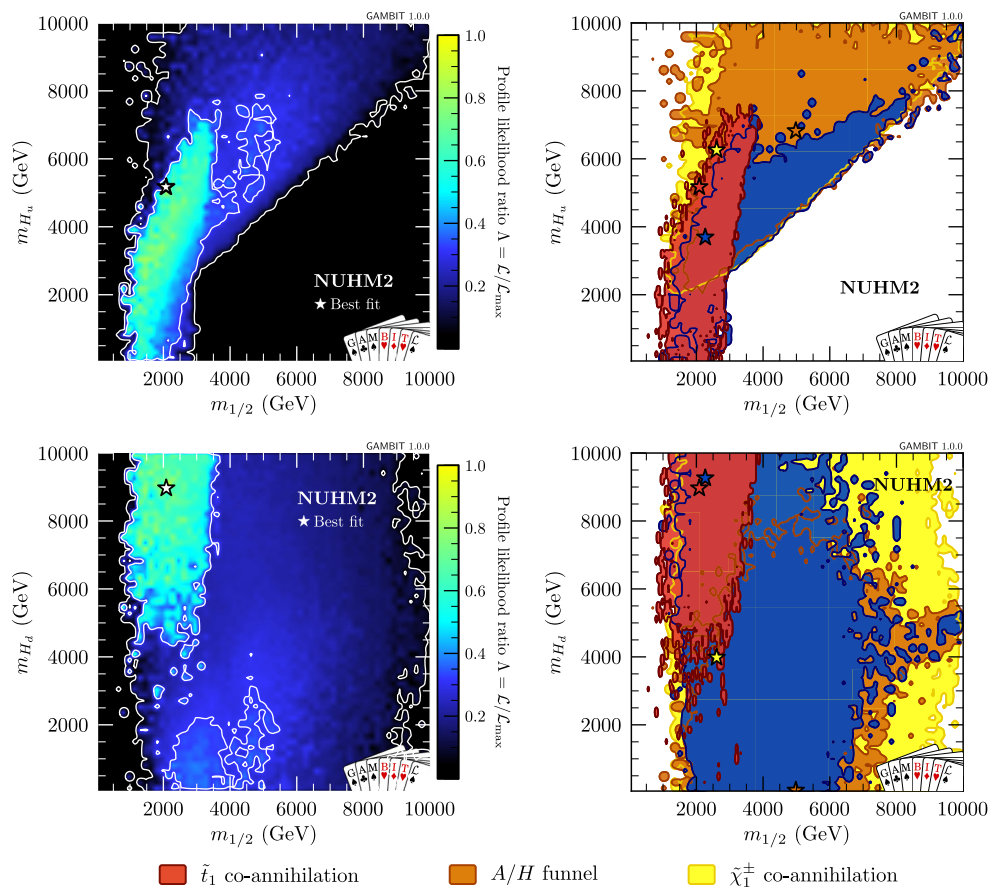 GAMBIT 1.0.0
10000
8000
6000
4000
2000
m_{H_u} (GeV)
2000 4000 6000 8000 10000
m_{1/2} (GeV)
NUHM2
★ Best fit
G A M B I T ℒ
1.0
0.8
0.6
0.4
0.2
Profile likelihood ratio Λ = ℒ/ℒ_max
GAMBIT 1.0.0
10000
8000
6000
4000
2000
m_{H_u} (GeV)
2000 4000 6000 8000 10000
m_{1/2} (GeV)
NUHM2
G A M B I T ℒ
GAMBIT 1.0.0
10000
8000
6000
4000
2000
m_{H_d} (GeV)
2000 4000 6000 8000 10000
m_{1/2} (GeV)
NUHM2
★ Best fit
G A M B I T ℒ
1.0
0.8
0.6
0.4
0.2
Profile likelihood ratio Λ = ℒ/ℒ_max
GAMBIT 1.0.0
10000
8000
6000
4000
2000
m_{H_d} (GeV)
2000 4000 6000 8000 10000
m_{1/2} (GeV)
NUHM2
G A M B I T ℒ
t̃₁ co-annihilation A/H funnel χ̃₁^± co-annihilation